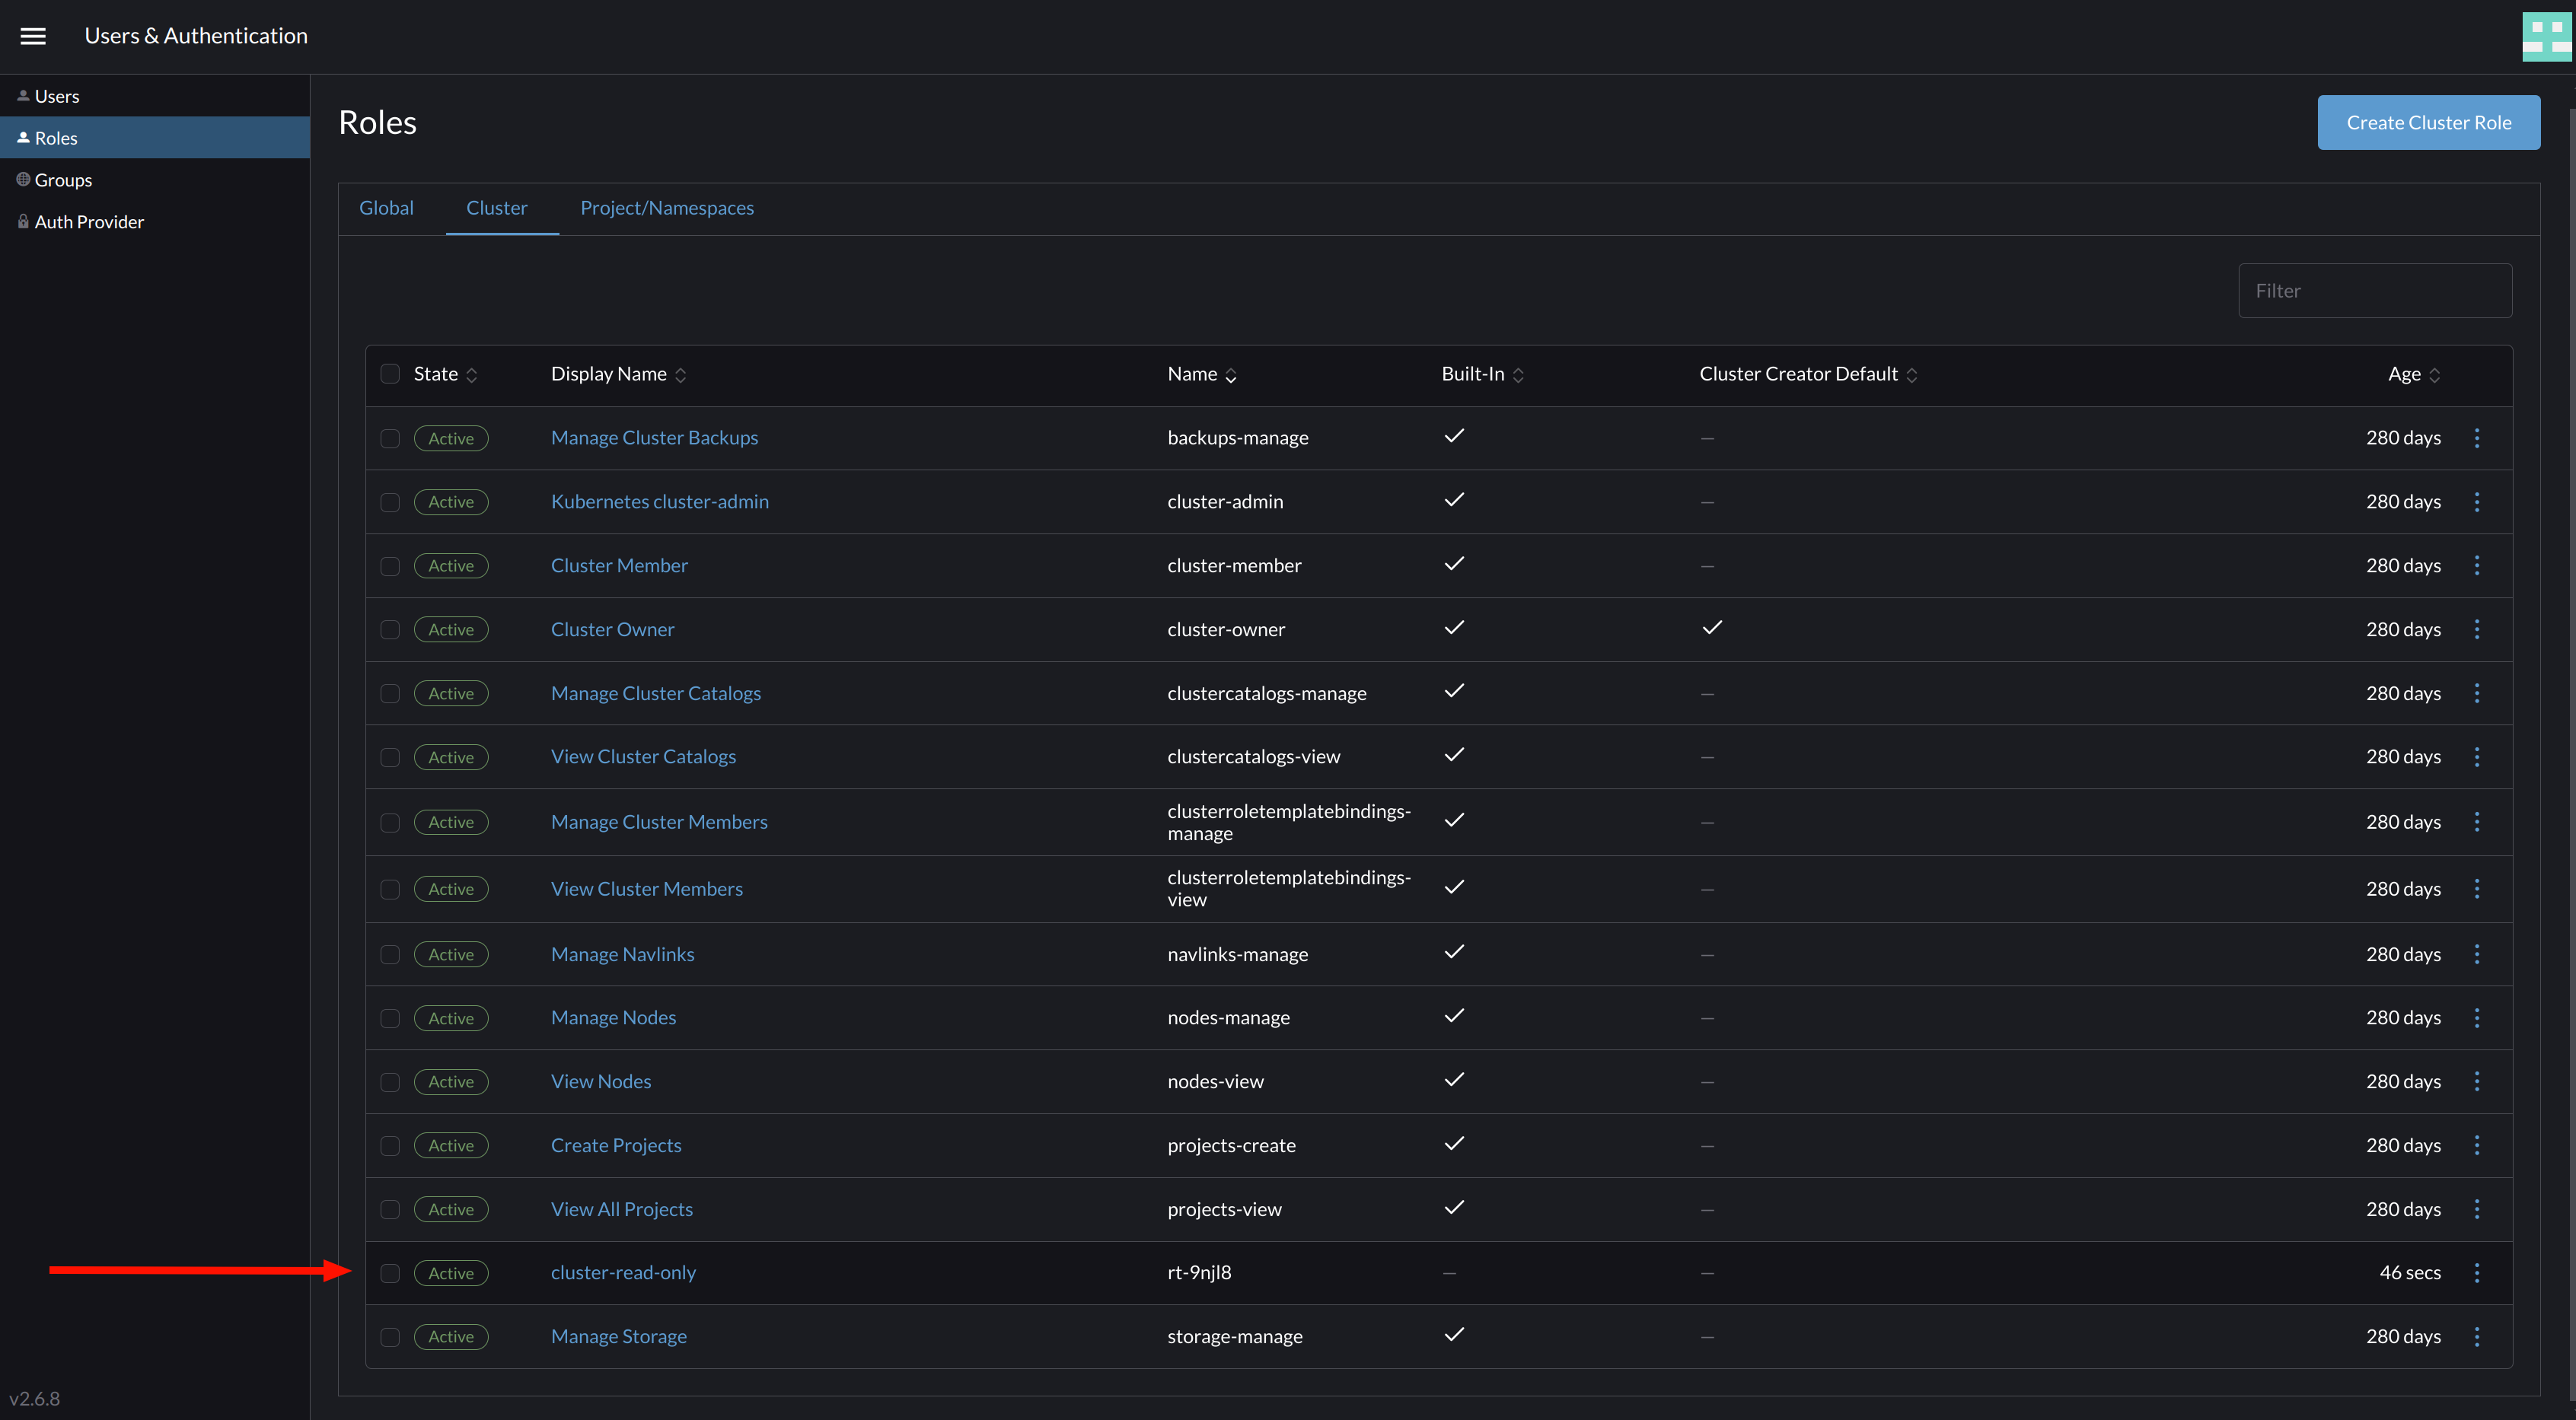 Users & Authentication
Users
Roles
Groups
Auth Provider
v2.6.8
Roles
Create Cluster Role
Global Cluster Project/Namespaces
Filter
State Display Name Name Built-In Cluster Creator Default Age
Active Manage Cluster Backups backups-manage — 280 days
Active Kubernetes cluster-admin cluster-admin — 280 days
Active Cluster Member cluster-member — 280 days
Active Cluster Owner cluster-owner 280 days
Active Manage Cluster Catalogs clustercatalogs-manage — 280 days
Active View Cluster Catalogs clustercatalogs-view — 280 days
Active Manage Cluster Members clusterroletemplatebindings-
manage — 280 days
Active View Cluster Members clusterroletemplatebindings-
view — 280 days
Active Manage Navlinks navlinks-manage — 280 days
Active Manage Nodes nodes-manage — 280 days
Active View Nodes nodes-view — 280 days
Active Create Projects projects-create — 280 days
Active View All Projects projects-view — 280 days
Active cluster-read-only rt-9njl8 — — 46 secs
Active Manage Storage storage-manage — 280 days